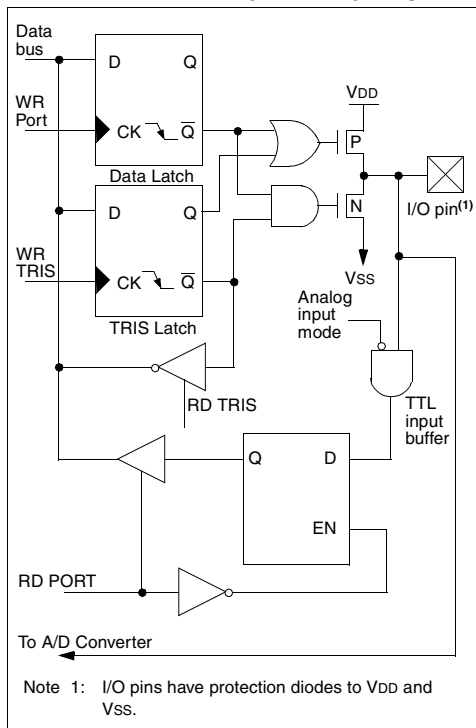 Data
bus
D
Q
VDD
WR
Port
CK
Q
P
Data Latch
D
Q
N
I/O pin(1)
WR
TRIS
CK
Q
VSS
TRIS Latch
Analog
input
mode
TTL
input
buffer
RD TRIS
Q
D
EN
RD PORT
To A/D Converter
Note 1: I/O pins have protection diodes to VDD and
VSS.